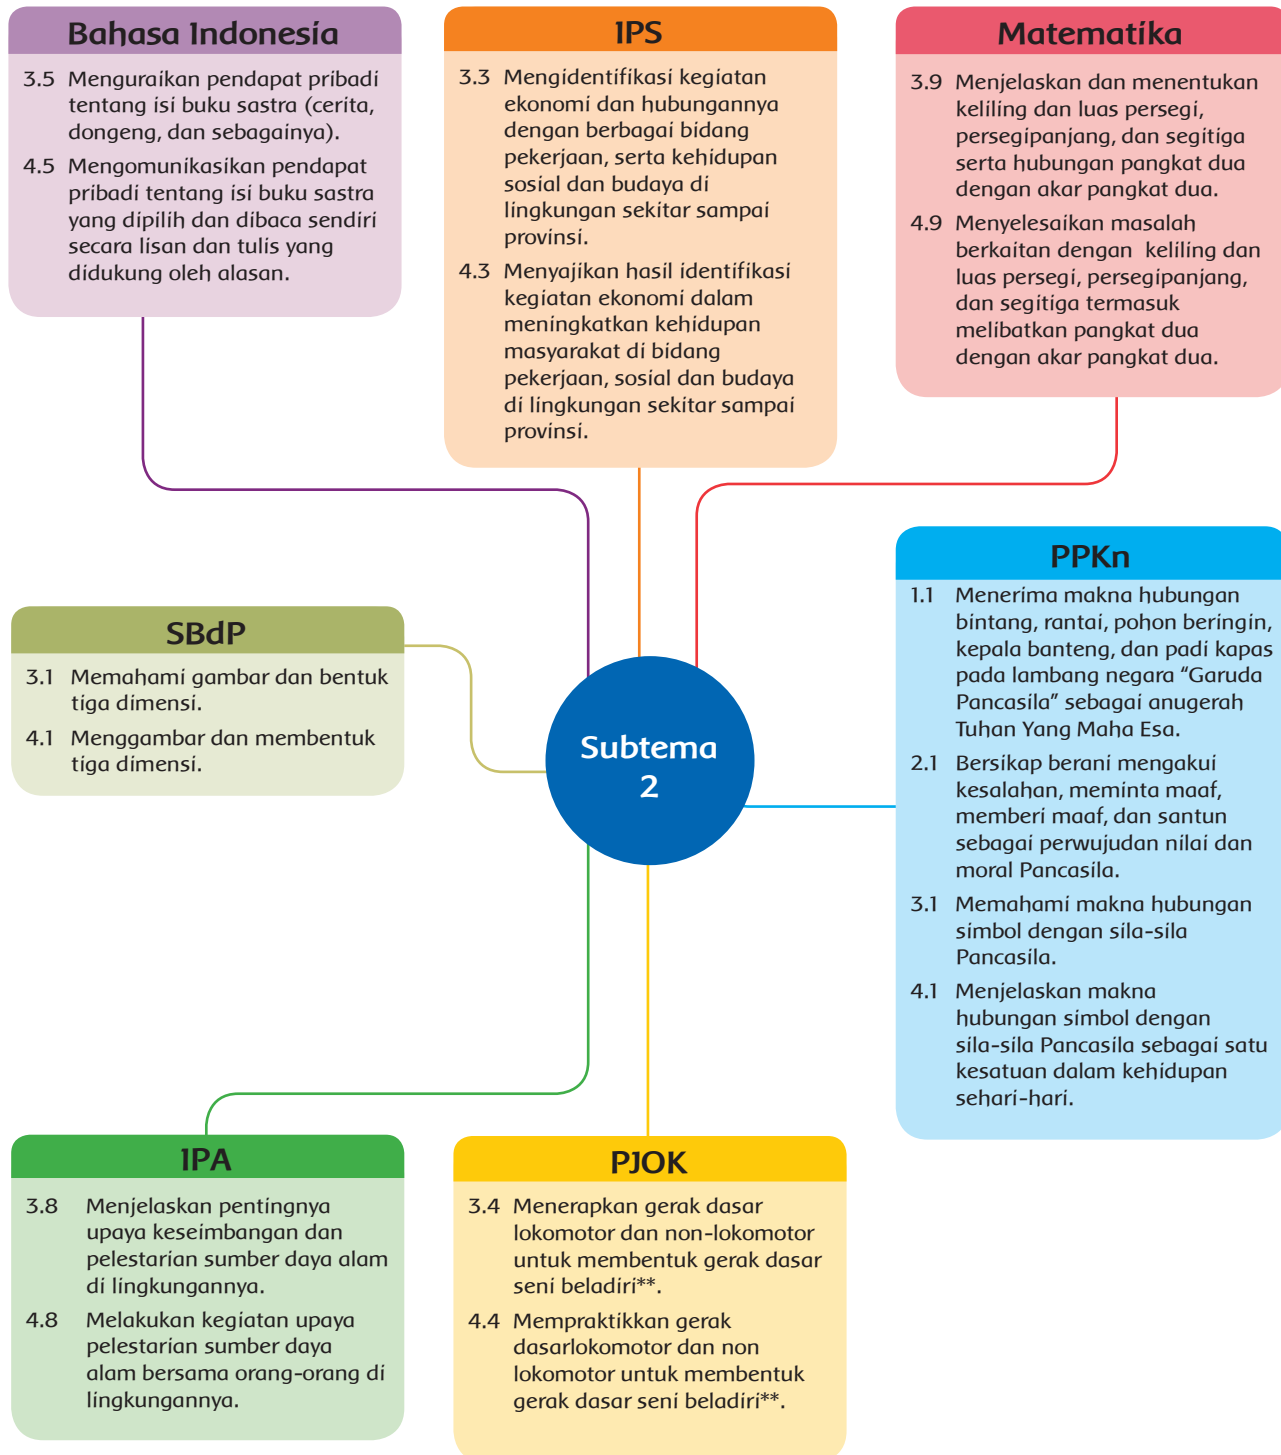 Bahasa Indonesia
3.5 Menguraikan pendapat pribadi
tentang isi buku sastra (cerita,
dongeng, dan sebagainya).
4.5 Mengomunikasikan pendapat
pribadi tentang isi buku sastra
yang dipilih dan dibaca sendiri
secara lisan dan tulis yang
didukung oleh alasan.
IPS
3.3 Mengidentifikasi kegiatan
ekonomi dan hubungannya
dengan berbagai bidang
pekerjaan, serta kehidupan
sosial dan budaya di
lingkungan sekitar sampai
provinsi.
4.3 Menyajikan hasil identifikasi
kegiatan ekonomi dalam
meningkatkan kehidupan
masyarakat di bidang
pekerjaan, sosial dan budaya
di lingkungan sekitar sampai
provinsi.
Matematika
3.9 Menjelaskan dan menentukan
keliling dan luas persegi,
persegipanjang, dan segitiga
serta hubungan pangkat dua
dengan akar pangkat dua.
4.9 Menyelesaikan masalah
berkaitan dengan keliling dan
luas persegi, persegipanjang,
dan segitiga termasuk
melibatkan pangkat dua
dengan akar pangkat dua.
SBdP
3.1 Memahami gambar dan bentuk
tiga dimensi.
4.1 Menggambar dan membentuk
tiga dimensi.
Subtema
2
PPKn
1.1 Menerima makna hubungan
bintang, rantai, pohon beringin,
kepala banteng, dan padi kapas
pada lambang negara “Garuda
Pancasila” sebagai anugerah
Tuhan Yang Maha Esa.
2.1 Bersikap berani mengakui
kesalahan, meminta maaf,
memberi maaf, dan santun
sebagai perwujudan nilai dan
moral Pancasila.
3.1 Memahami makna hubungan
simbol dengan sila-sila
Pancasila.
4.1 Menjelaskan makna
hubungan simbol dengan
sila-sila Pancasila sebagai satu
kesatuan dalam kehidupan
sehari-hari.
IPA
3.8 Menjelaskan pentingnya
upaya keseimbangan dan
pelestarian sumber daya alam
di lingkungannya.
4.8 Melakukan kegiatan upaya
pelestarian sumber daya
alam bersama orang-orang di
lingkungannya.
PJOK
3.4 Menerapkan gerak dasar
lokomotor dan non-lokomotor
untuk membentuk gerak dasar
seni beladiri**.
4.4 Mempraktikkan gerak
dasarlokomotor dan non
lokomotor untuk membentuk
gerak dasar seni beladiri**.